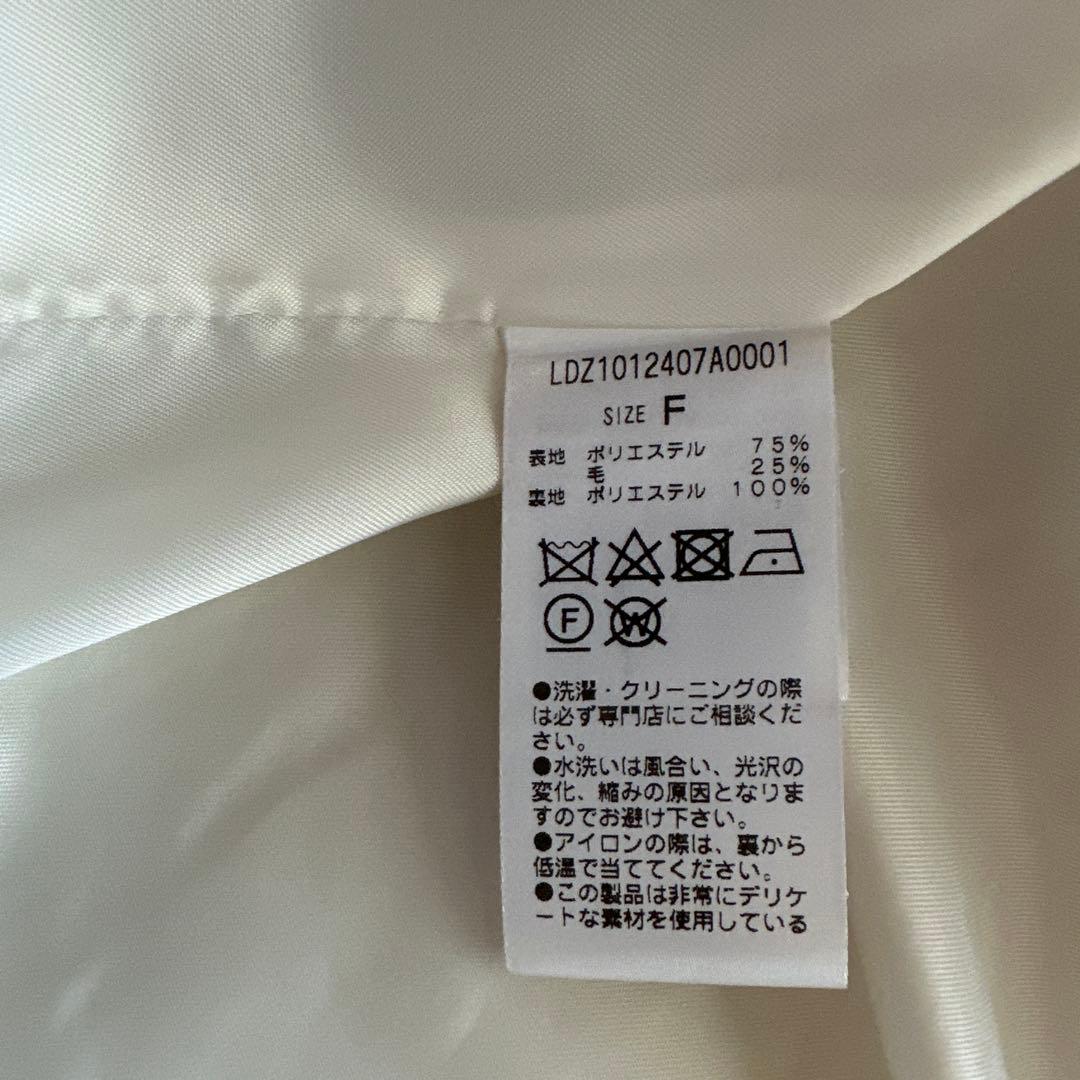 LDZ1012407A0001
SIZE F
表地 ポリエステル 75%
毛 25%
裏地 ポリエステル 100%
F
W
●洗濯・クリーニングの際
は必ず専門店にご相談くだ
さい。
●水洗いは風合い、光沢の
変化、縮みの原因となりま
すのでお避け下さい。
●アイロンの際は、裏から
低温で当ててください。
●この製品は非常にデリケ
ートな素材を使用している